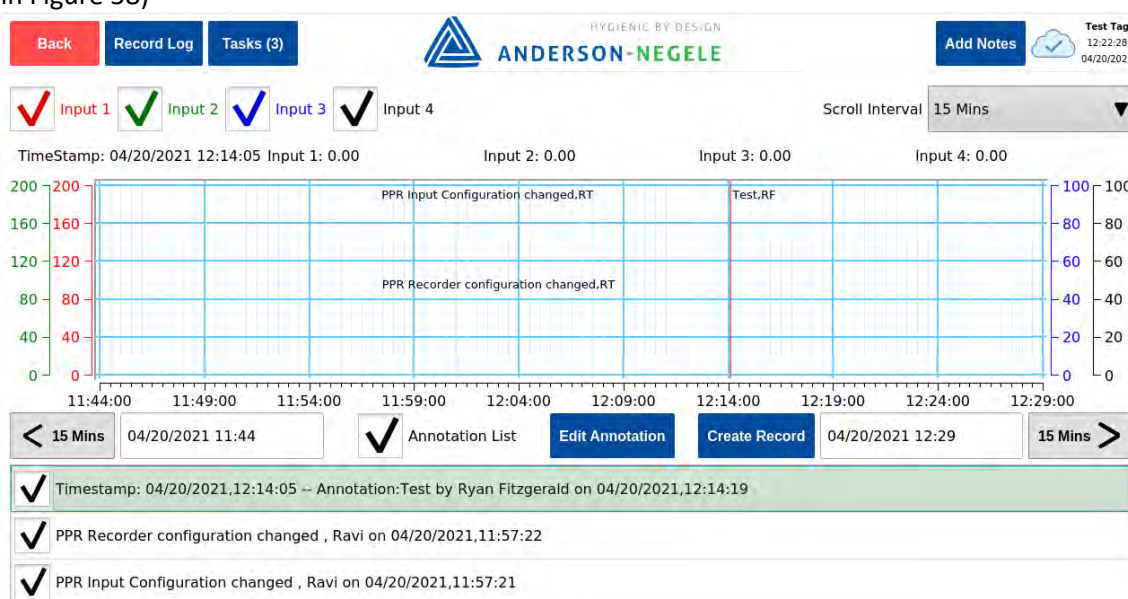 in Figure 38)
Back
Record Log
Tasks (3)
HYGIENIC BY DESIGN
ANDERSON-NEGELE
Add Notes
Test Tag
12:22:28
04/20/202
Input 1
Input 2
Input 3
Input 4
Scroll Interval
15 Mins
TimeStamp: 04/20/2021 12:14:05 Input 1: 0.00 Input 2: 0.00 Input 3: 0.00 Input 4: 0.00
200 200 100 100
PPR Input Configuration changed,RT
Test,RF
160 160 80 80
120 120 60 60
PPR Recorder configuration changed,RT
80 80 40 40
40 40 20 20
0 0 0 0
11:44:00 11:49:00 11:54:00 11:59:00 12:04:00 12:09:00 12:14:00 12:19:00 12:24:00 12:29:00
< 15 Mins
04/20/2021 11:44
Annotation List
Edit Annotation
Create Record
04/20/2021 12:29
15 Mins >
Timestamp: 04/20/2021,12:14:05 -- Annotation:Test by Ryan Fitzgerald on 04/20/2021,12:14:19
PPR Recorder configuration changed , Ravi on 04/20/2021,11:57:22
PPR Input Configuration changed , Ravi on 04/20/2021,11:57:21